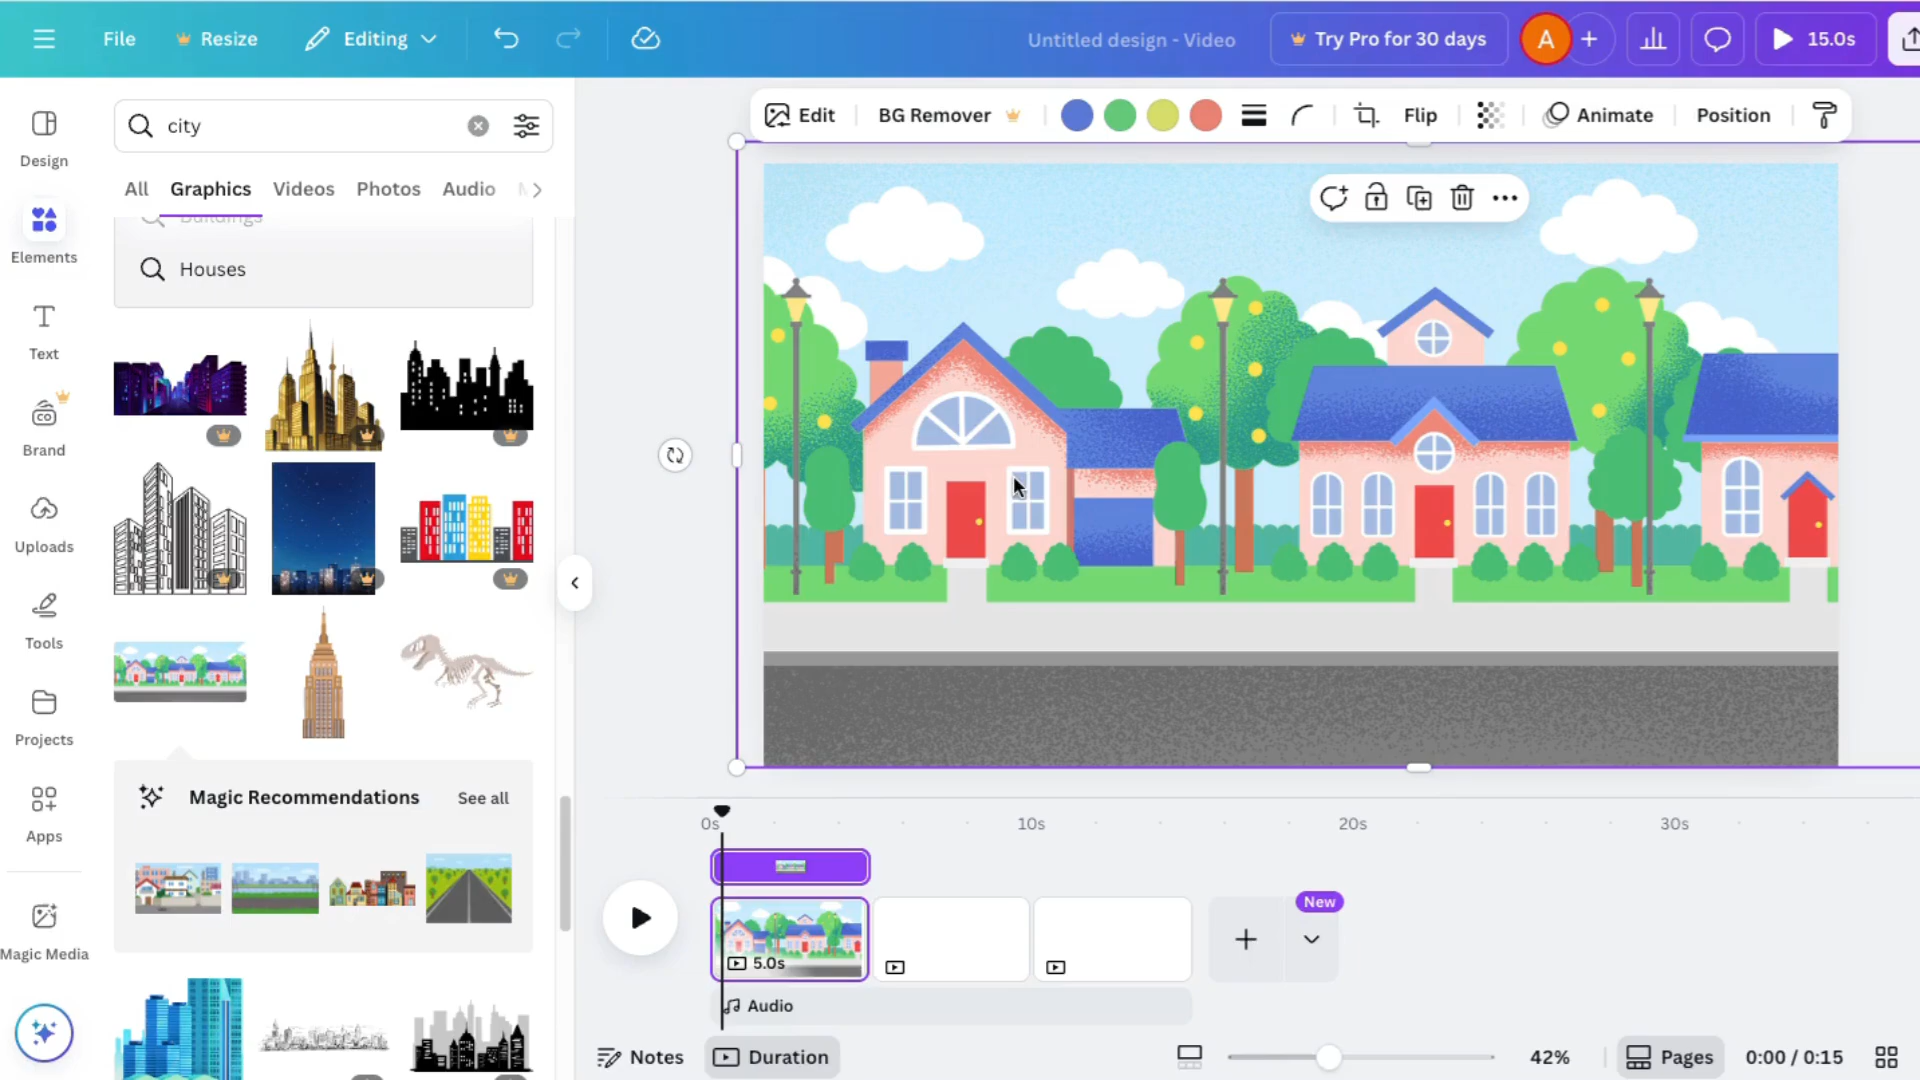 File
Resize
Editing
Untitled design - Video
Try Pro for 30 days
A
15.0s
Design
Elements
Text
Brand
Uploads
Tools
Projects
Apps
Magic Media
city
All
Graphics
Videos
Photos
Audio
Buildings
Houses
Magic Recommendations
See all
Edit
BG Remover
Flip
Animate
Position
0s
10s
20s
30s
5.0s
New
Audio
Notes
Duration
42%
Pages
0:00 / 0:15